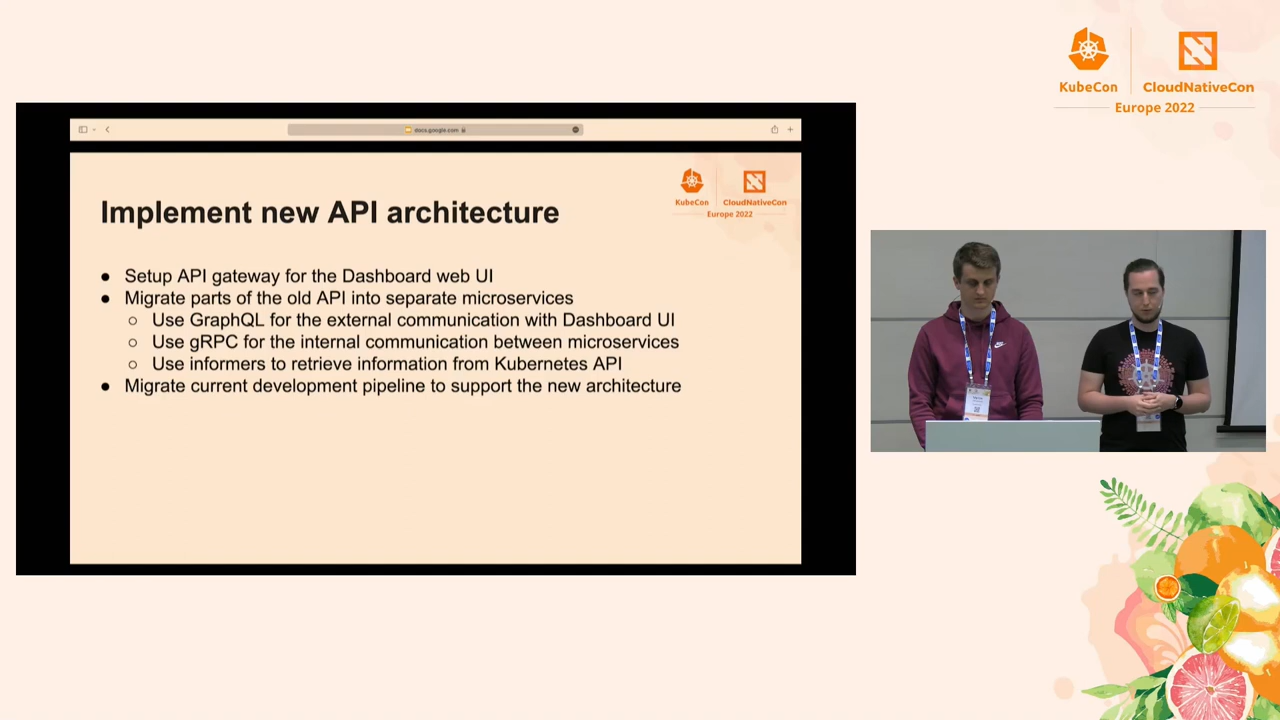 KubeCon
CloudNativeCon
Europe 2022
docs.google.com
KubeCon
CloudNativeCon
Europe 2022
Implement new API architecture
● Setup API gateway for the Dashboard web UI
● Migrate parts of the old API into separate microservices
○ Use GraphQL for the external communication with Dashboard UI
○ Use gRPC for the internal communication between microservices
○ Use informers to retrieve information from Kubernetes API
● Migrate current development pipeline to support the new architecture